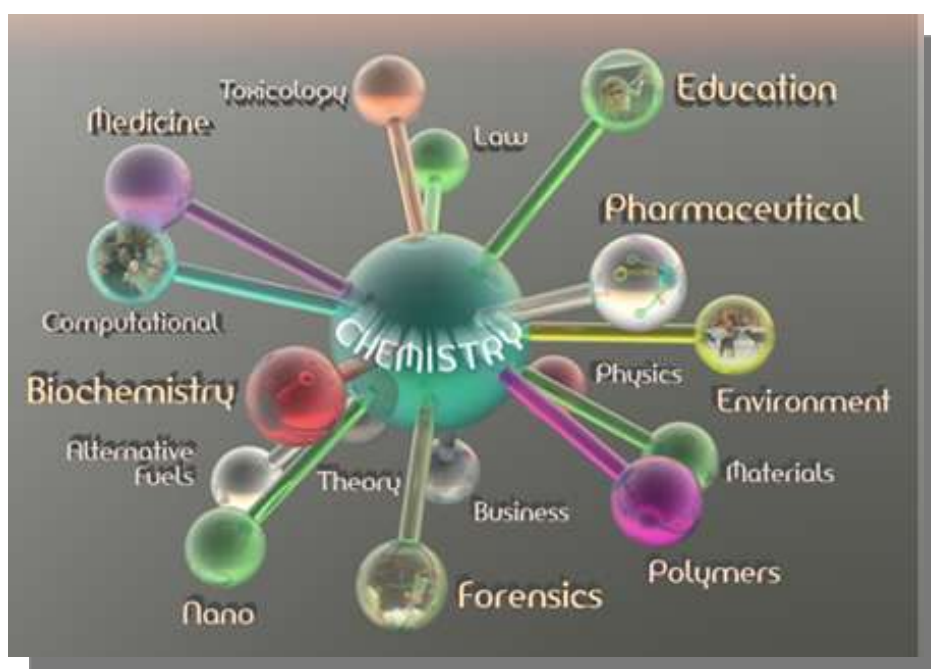 Toxicology
Education
Medicine
Law
Pharmaceutical
Computational
CHEMISTRY
Physics
Biochemistry
Environment
Alternative
Fuels
Theory
Materials
Business
Polymers
Forensics
Nano